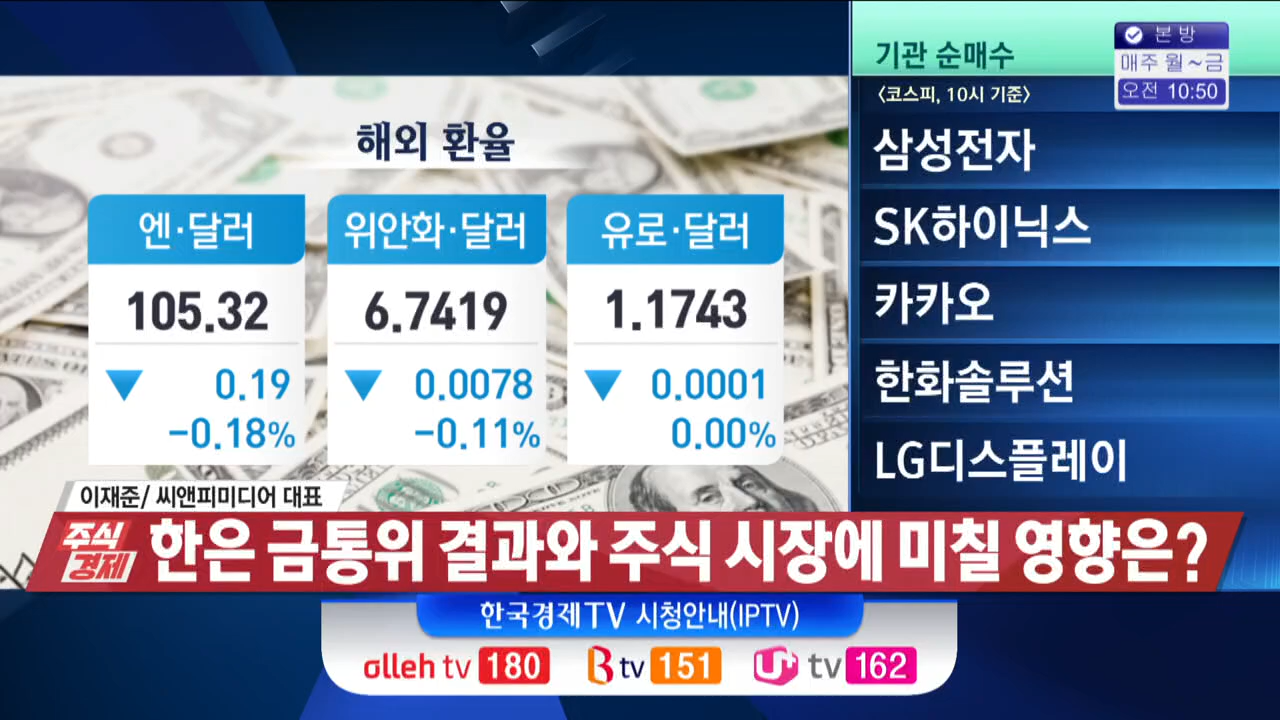 해외 환율
엔·달러
105.32
▼ 0.19
-0.18%
위안화·달러
6.7419
▼ 0.0078
-0.11%
유로·달러
1.1743
▼ 0.0001
0.00%
기관 순매수
〈코스피, 10시 기준〉
삼성전자
SK하이닉스
카카오
한화솔루션
LG디스플레이
본 방
매주 월~금
오전 10:50
이재준/ 씨앤피미디어 대표
주식
경제
한은 금통위 결과와 주식 시장에 미칠 영향은?
한국경제TV 시청안내(IPTV)
olleh tv 180
B tv 151
U+ tv 162